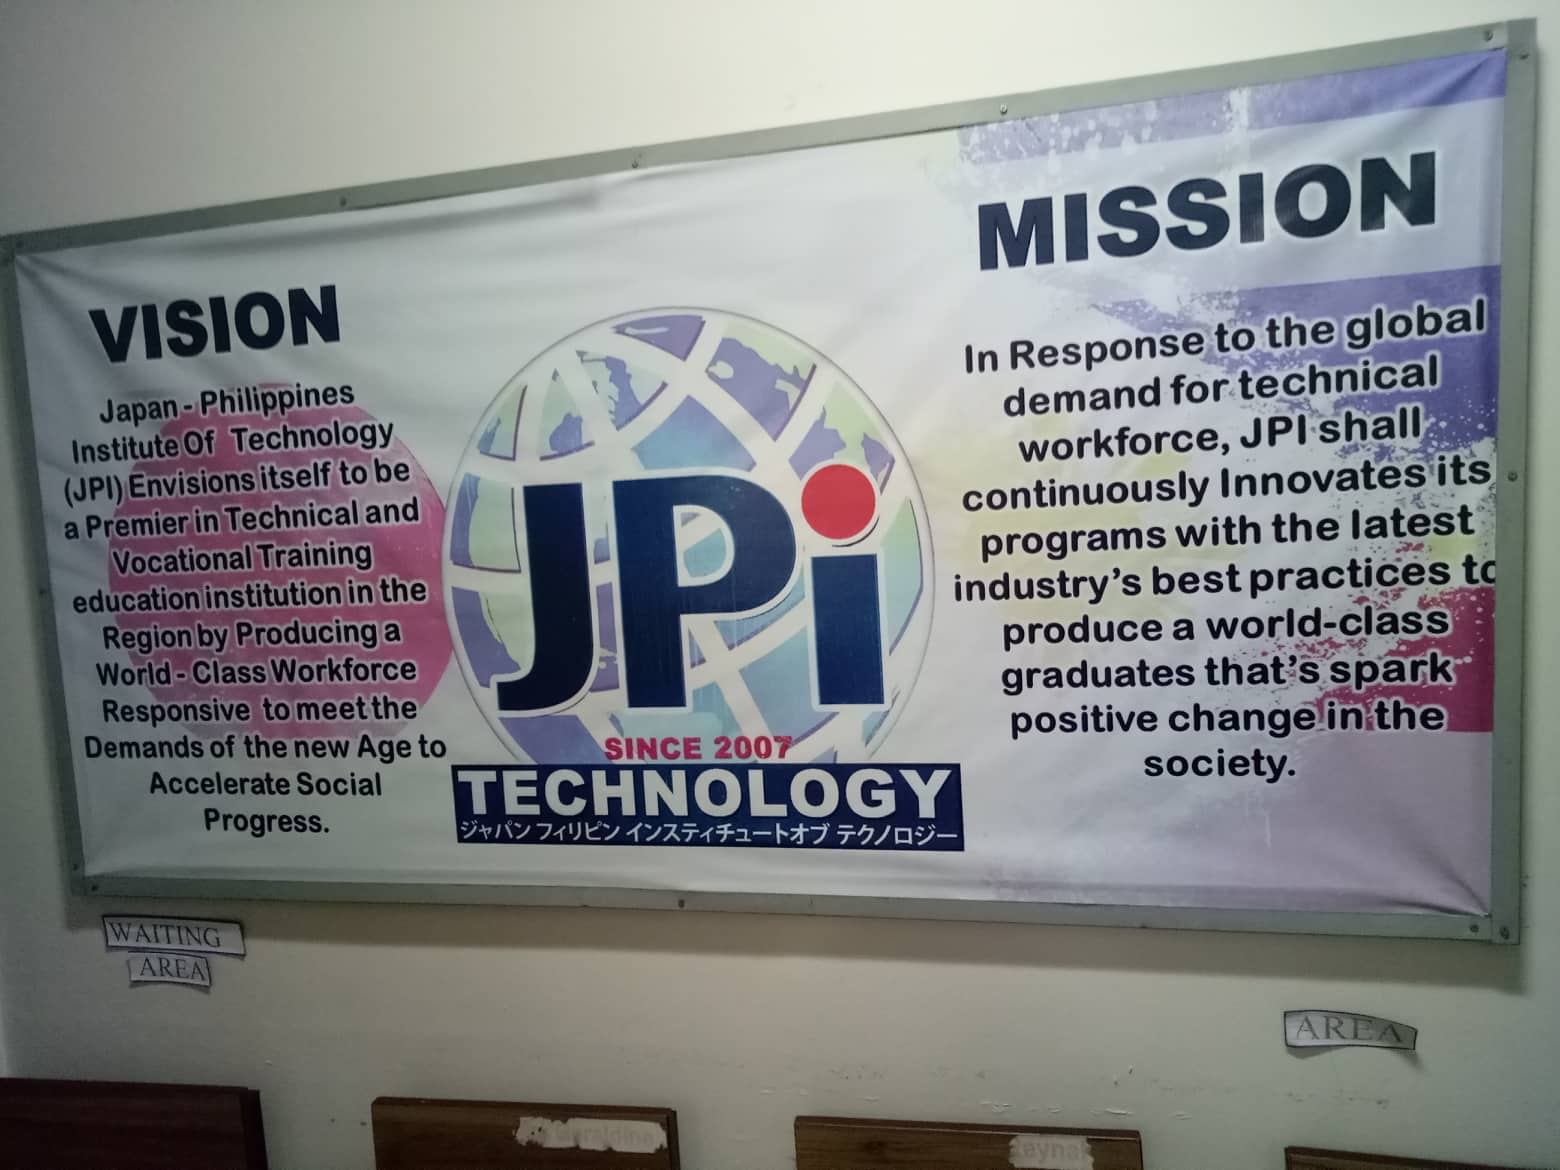 VISION
Japan - Philippines
Institute Of Technology
(JPI) Envisions itself to be
a Premier in Technical and
Vocational Training
education institution in the
Region by Producing a
World - Class Workforce
Responsive to meet the
Demands of the new Age to
Accelerate Social
Progress.
JPi
SINCE 2007
TECHNOLOGY
ジャパン フィリピン インスティチュートオブ テクノロジー
MISSION
In Response to the global
demand for technical
workforce, JPI shall
continuously Innovates its
programs with the latest
industry's best practices to
produce a world-class
graduates that's spark
positive change in the
society.
WAITING
AREA
AREA